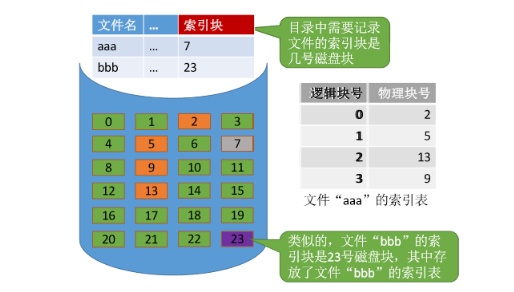 文件名 … 索引块
aaa … 7
bbb … 23
目录中需要记录
文件的索引块是
几号磁盘块
0 1 2 3
4 5 6 7
8 9 10 11
12 13 14 15
16 17 18 19
20 21 22 23
逻辑块号 物理块号
0 2
1 5
2 13
3 9
文件“aaa”的索引表
类似的，文件“bbb”的索
引块是23号磁盘块，其中存
放了文件“bbb”的索引表